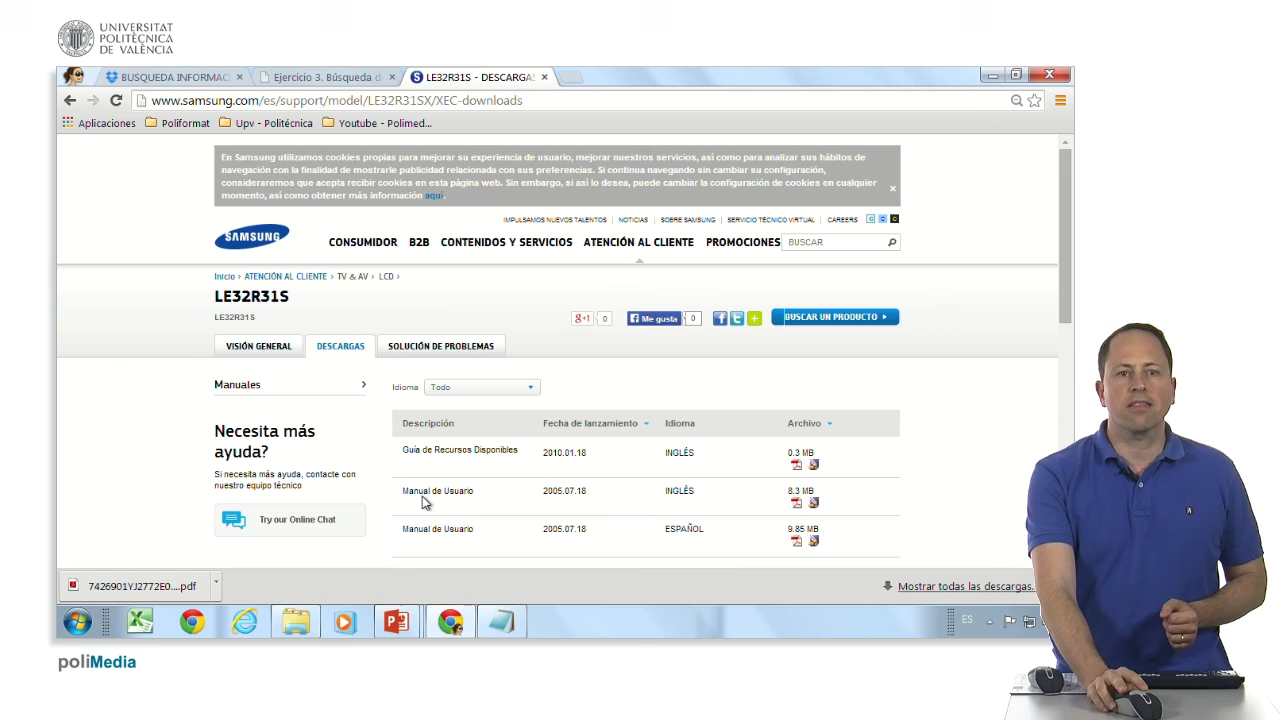 UNIVERSITAT
POLITÈCNICA
DE VALÈNCIA
BUSQUEDA INFORMAC
Ejercicio 3. Búsqueda d
LE32R31S - DESCARGAS
www.samsung.com/es/support/model/LE32R31SX/XEC-downloads
Aplicaciones Poliformat Upv - Politécnica Youtube - Polimed...
En Samsung utilizamos cookies propias para mejorar su experiencia de usuario, mejorar nuestros servicios, así como para analizar sus hábitos de
navegación con la finalidad de mostrarle publicidad relacionada con sus preferencias. Si continua navegando sin cambiar su configuración,
consideraremos que acepta recibir cookies en esta página web. Sin embargo, si así lo desea, puede cambiar la configuración de cookies en cualquier
momento, así como obtener más información aquí.
IMPULSAMOS NUEVOS TALENTOS NOTICIAS SOBRE SAMSUNG SERVICIO TÉCNICO VIRTUAL CAREERS
SAMSUNG
CONSUMIDOR B2B CONTENIDOS Y SERVICIOS ATENCIÓN AL CLIENTE PROMOCIONES BUSCAR
Inicio › ATENCIÓN AL CLIENTE › TV & AV › LCD ›
LE32R31S
LE32R31S
g+1 0 Me gusta 0 BUSCAR UN PRODUCTO
VISIÓN GENERAL DESCARGAS SOLUCIÓN DE PROBLEMAS
Manuales
Idioma Todo
Descripción Fecha de lanzamiento Idioma Archivo
Guía de Recursos Disponibles 2010.01.18 INGLÉS 0.3 MB
Manual de Usuario 2005.07.18 INGLÉS 8.3 MB
Manual de Usuario 2005.07.18 ESPAÑOL 9.85 MB
Necesita más
ayuda?
Si necesita más ayuda, contacte con
nuestro equipo técnico
Try our Online Chat
7426901YJ2772E0....pdf
Mostrar todas las descargas.
ES
poliMedia